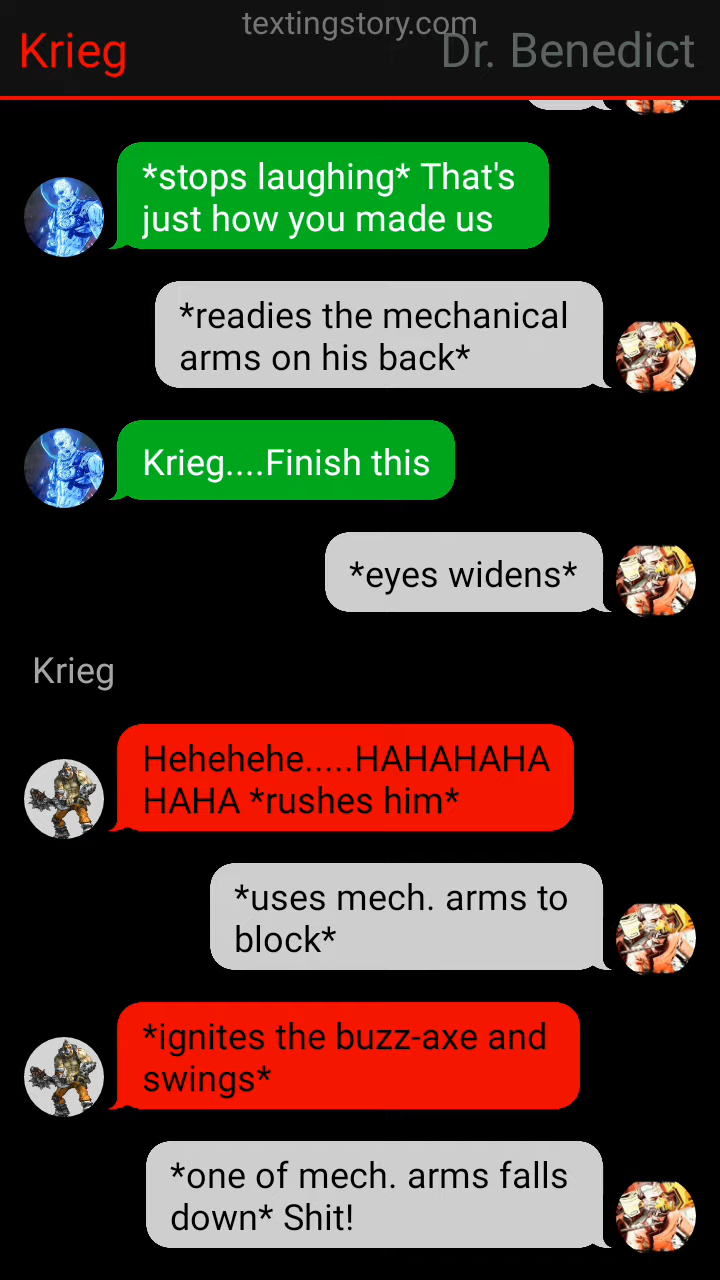 textingstory.com
Krieg
Dr. Benedict
*stops laughing* That's
just how you made us
*readies the mechanical
arms on his back*
Krieg....Finish this
*eyes widens*
Krieg
Hehehehe.....HAHAHAHA
HAHA *rushes him*
*uses mech. arms to
block*
*ignites the buzz-axe and
swings*
*one of mech. arms falls
down* Shit!